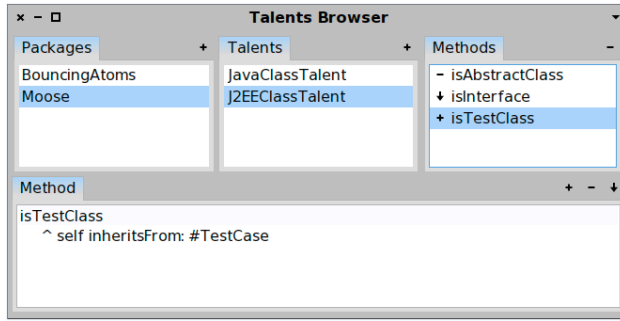 Talents Browser
Packages +
Talents +
Methods -
BouncingAtoms
Moose
JavaClassTalent
J2EEClassTalent
- isAbstractClass
↓ isInterface
+ isTestClass
Method + - ↓
isTestClass
^ self inheritsFrom: #TestCase